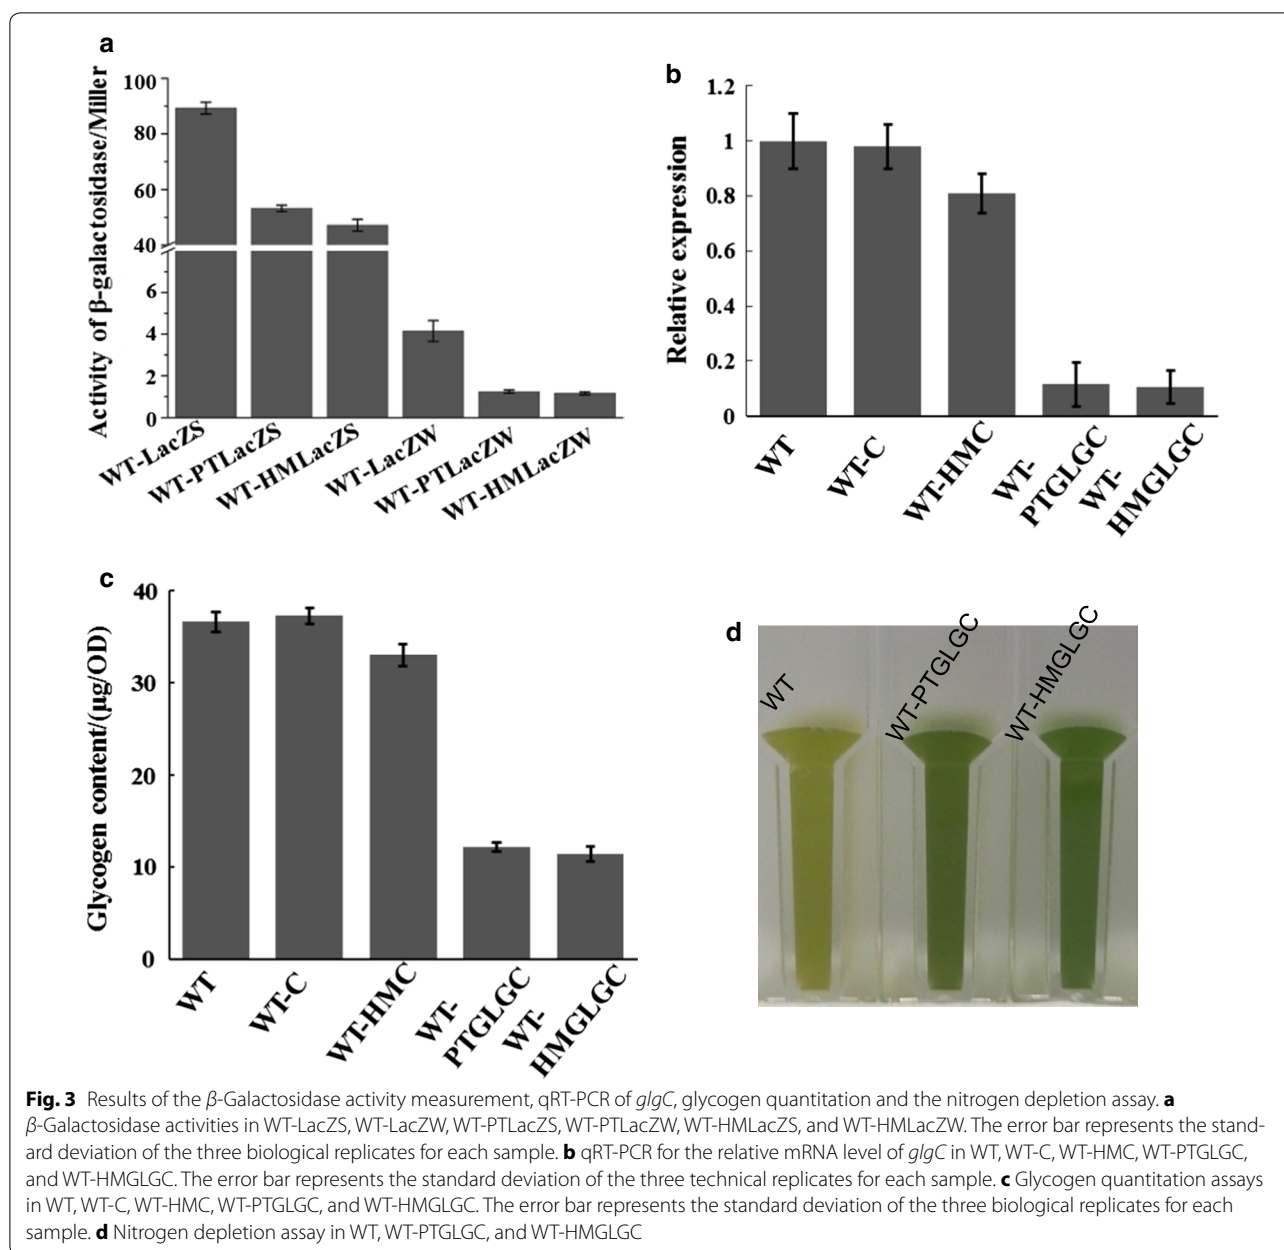 a
Activity of β-galactosidase/Miller
100
80
60
40
6
4
2
0
WT-LacZS
WT-PTLacZS
WT-HMLacZS
WT-LacZW
WT-PTLacZW
WT-HMLacZW
b
Relative expression
1.2
1
0.8
0.6
0.4
0.2
0
WT
WT-C
WT-HMC
WT-
PTGLGC
WT-
HMGLGC
c
Glycogen content/(μg/OD)
40
30
20
10
0
WT
WT-C
WT-HMC
WT-
PTGLGC
WT-
HMGLGC
d
WT
WT-PTGLGC
WT-HMGLGC
Fig. 3 Results of the β-Galactosidase activity measurement, qRT-PCR of glgC, glycogen quantitation and the nitrogen depletion assay. a
β-Galactosidase activities in WT-LacZS, WT-LacZW, WT-PTLacZS, WT-PTLacZW, WT-HMLacZS, and WT-HMLacZW. The error bar represents the stand-
ard deviation of the three biological replicates for each sample. b qRT-PCR for the relative mRNA level of glgC in WT, WT-C, WT-HMC, WT-PTGLGC,
and WT-HMGLGC. The error bar represents the standard deviation of the three technical replicates for each sample. c Glycogen quantitation assays
in WT, WT-C, WT-HMC, WT-PTGLGC, and WT-HMGLGC. The error bar represents the standard deviation of the three biological replicates for each
sample. d Nitrogen depletion assay in WT, WT-PTGLGC, and WT-HMGLGC